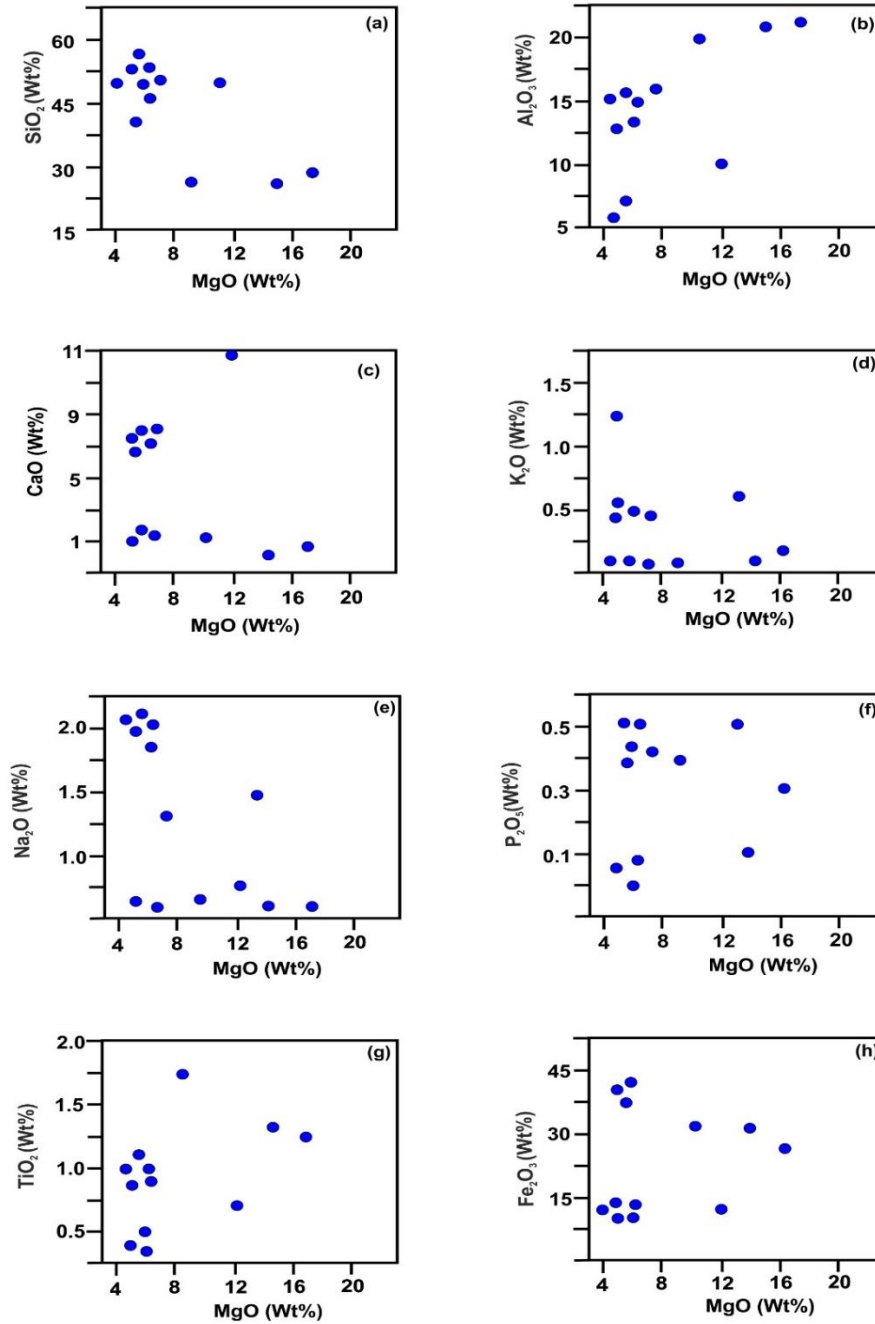 (a)
SiO₂ (Wt%)
60
45
30
15
4 8 12 16 20
MgO (Wt%)
(b)
Al₂O₃ (Wt%)
20
15
10
5
4 8 12 16 20
MgO (Wt%)
(c)
CaO (Wt%)
11
9
5
1
4 8 12 16 20
MgO (Wt%)
(d)
K₂O (Wt%)
1.5
1.0
0.5
4 8 12 16 20
MgO (Wt%)
(e)
Na₂O (Wt%)
2.0
1.5
1.0
4 8 12 16 20
MgO (Wt%)
(f)
P₂O₅(Wt%)
0.5
0.3
0.1
4 8 12 16 20
MgO (Wt%)
(g)
TiO₂ (Wt%)
2.0
1.5
1.0
0.5
4 8 12 16 20
MgO (Wt%)
(h)
Fe₂O₃(Wt%)
45
30
15
4 8 12 16 20
MgO (Wt%)